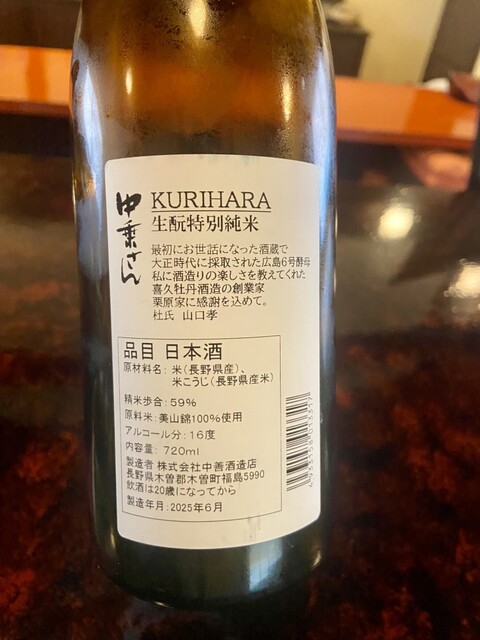 中乗さん
KURIHARA
生酛特別純米
最初にお世話になった酒蔵で
大正時代に採取された広島6号酵母
私に酒造りの楽しさを教えてくれた
喜久牡丹酒造の創業家
栗原家に感謝を込めて。
杜氏 山口孝
品目 日本酒
原材料名：米(長野県産)、
米こうじ(長野県産米)
精米歩合：59%
原料米：美山錦100%使用
アルコール分：16度
内容量：720ml
製造者 株式会社中善酒造店
長野県木曽郡木曽町福島5990
飲酒は20歳になってから
製造年月：2025年6月